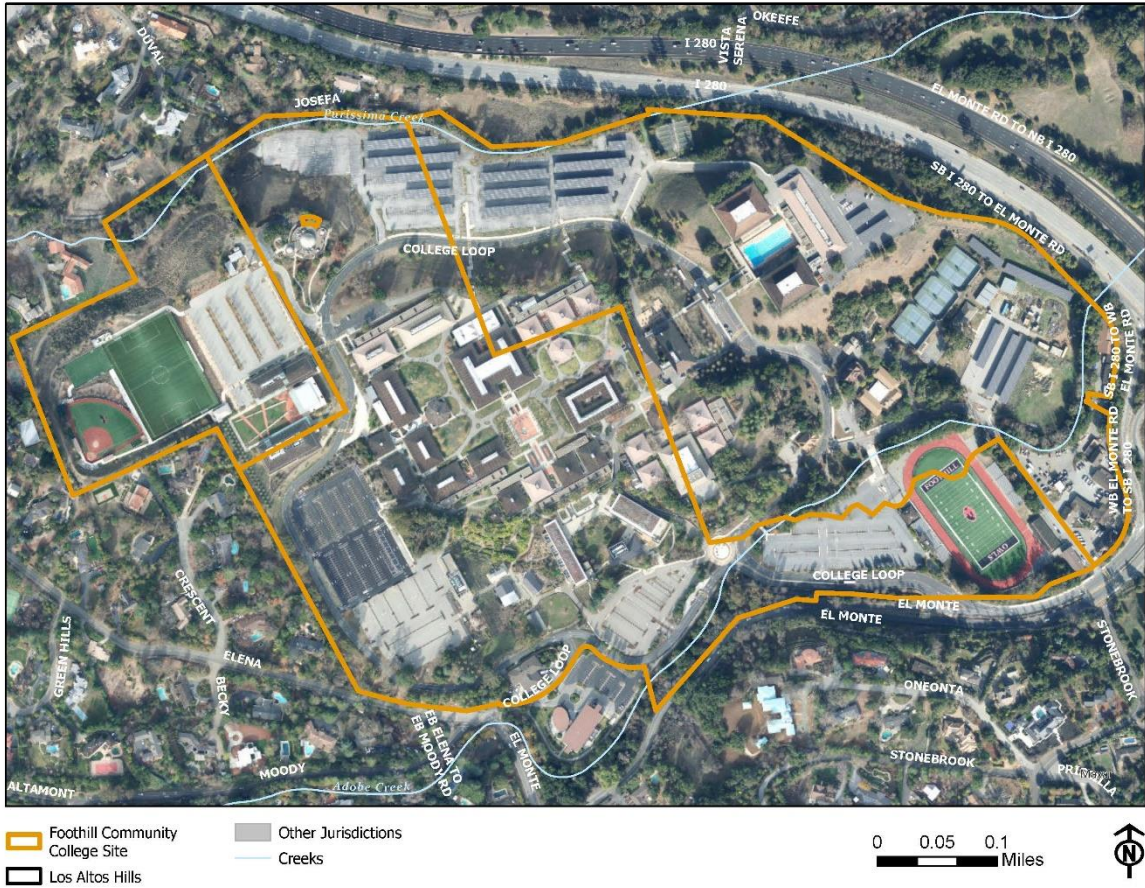 OKEEFE
VISTA
SERENA
DUVAL
I 280
I 280
EL MONTE RD TO NB I 280
JOSEFA
Purissima Creek
SB I 280 TO EL MONTE RD
COLLEGE LOOP
SB I 280 TO WB
EL MONTE RD
WB EL MONTE RD
TO SB I 280
FOOTHILL
OWLS
COLLEGE LOOP
EL MONTE
EL MONTE
STONEBROOK
CRESCENT
GREEN HILLS
ELENA
BECKY
COLLEGE LOOP
ONEONTA
EB ELENA TO
EB MOODY RD
EL MONTE
MOODY
STONEBROOK
ALTAMONT
Adobe Creek
Foothill Community
College Site
Los Altos Hills
Other Jurisdictions
Creeks
0 0.05 0.1
Miles
N